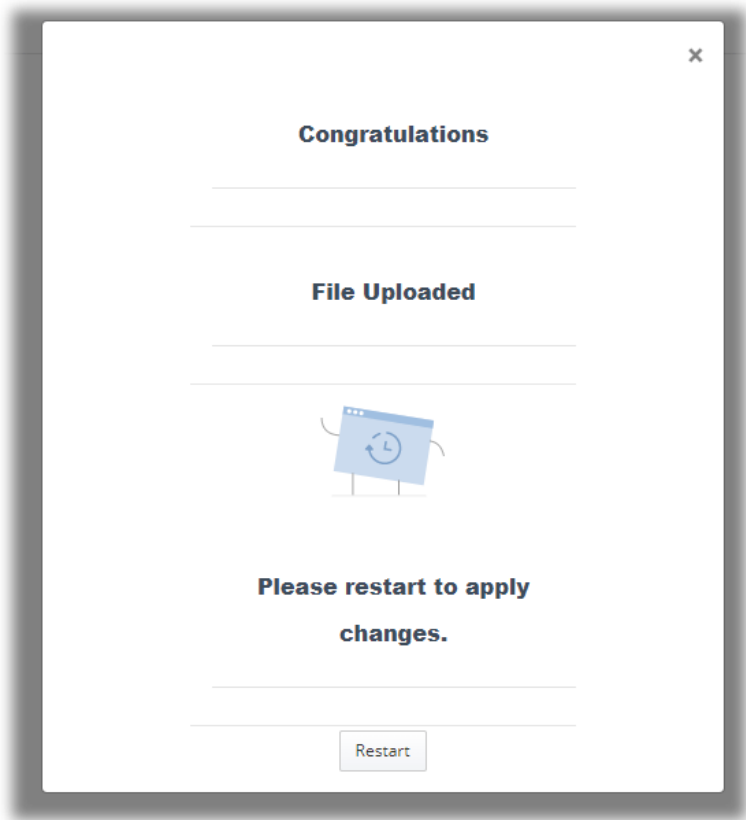 Congratulations
File Uploaded
Please restart to apply
changes.
Restart